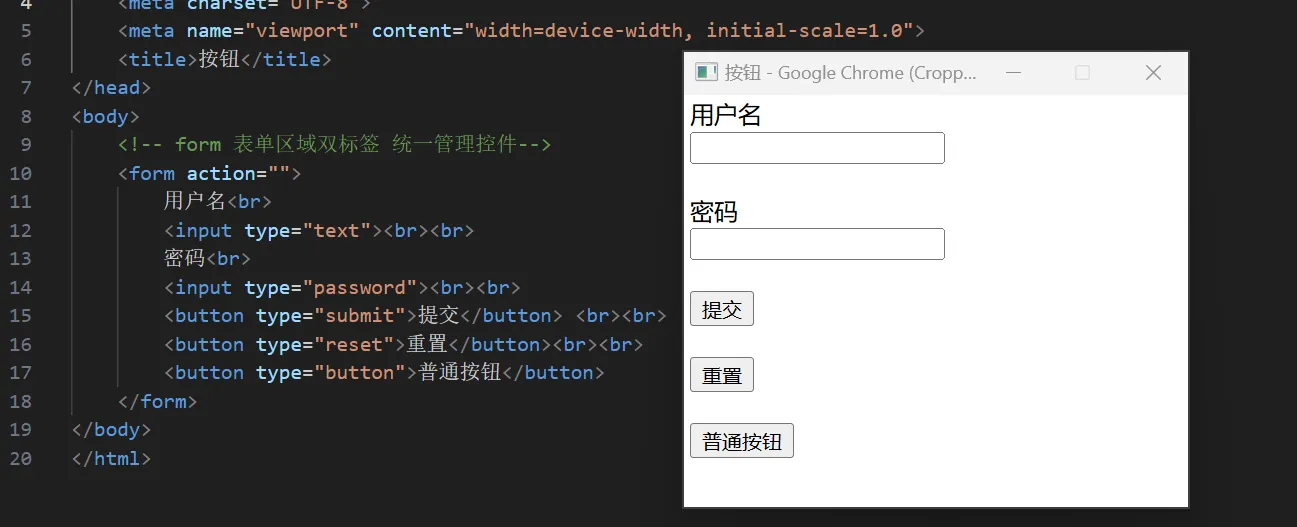 4 <meta charset="UTF-8">
5 <meta name="viewport" content="width=device-width, initial-scale=1.0">
6 <title>按钮</title>
7 </head>
8 <body>
9 <!-- form 表单区域双标签 统一管理控件-->
10 <form action="">
11 用户名<br>
12 <input type="text"><br><br>
13 密码<br>
14 <input type="password"><br><br>
15 <button type="submit">提交</button> <br><br>
16 <button type="reset">重置</button><br><br>
17 <button type="button">普通按钮</button>
18 </form>
19 </body>
20 </html>
按钮 - Google Chrome (Cropp...
用户名
密码
提交
重置
普通按钮